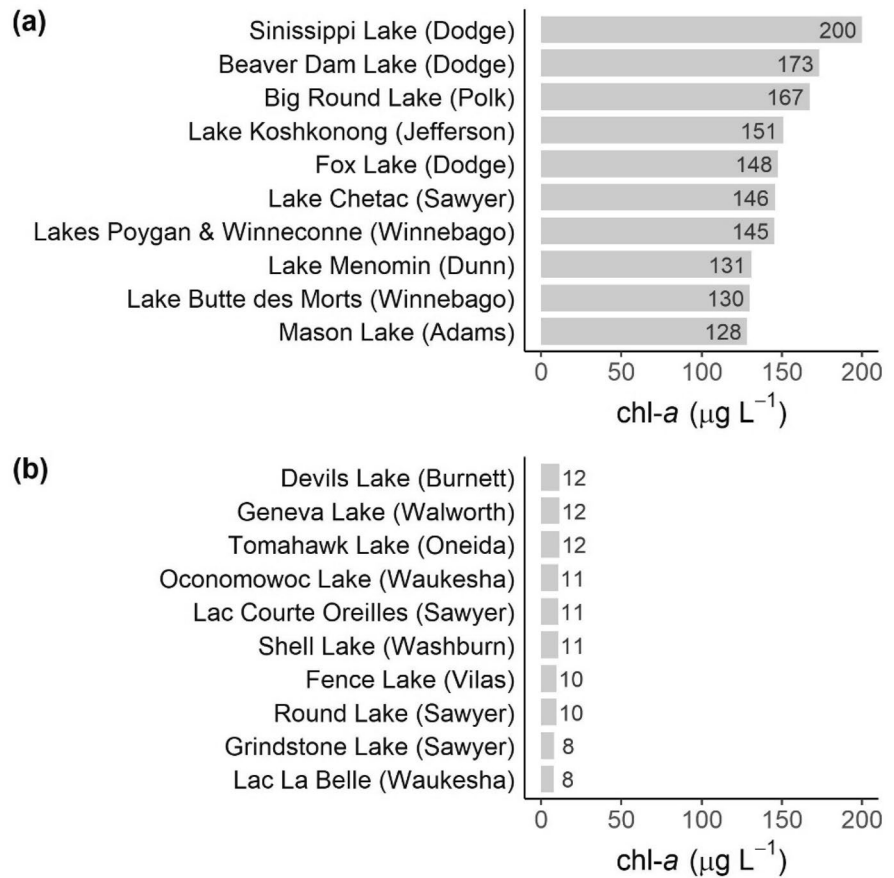 (a)
Sinissippi Lake (Dodge) 200
Beaver Dam Lake (Dodge) 173
Big Round Lake (Polk) 167
Lake Koshkonong (Jefferson) 151
Fox Lake (Dodge) 148
Lake Chetac (Sawyer) 146
Lakes Poygan & Winneconne (Winnebago) 145
Lake Menomin (Dunn) 131
Lake Butte des Morts (Winnebago) 130
Mason Lake (Adams) 128
0 50 100 150 200
chl-a (μg L⁻¹)
(b)
Devils Lake (Burnett) 12
Geneva Lake (Walworth) 12
Tomahawk Lake (Oneida) 12
Oconomowoc Lake (Waukesha) 11
Lac Courte Oreilles (Sawyer) 11
Shell Lake (Washburn) 11
Fence Lake (Vilas) 10
Round Lake (Sawyer) 10
Grindstone Lake (Sawyer) 8
Lac La Belle (Waukesha) 8
0 50 100 150 200
chl-a (μg L⁻¹)